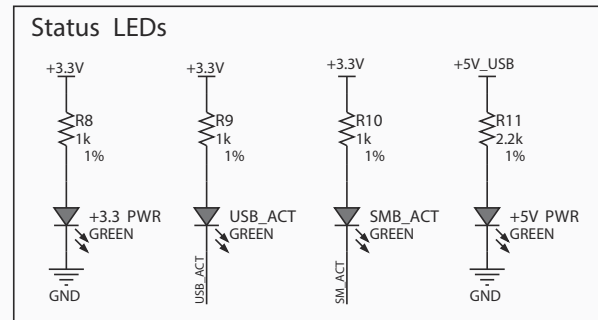 Status LEDs
+3.3V
R8
1k
1%
+3.3 PWR
GREEN
GND
+3.3V
R9
1k
1%
USB_ACT
GREEN
USB_ACT
+3.3V
R10
1k
1%
SMB_ACT
GREEN
SM_ACT
+5V_USB
R11
2.2k
1%
+5V PWR
GREEN
GND